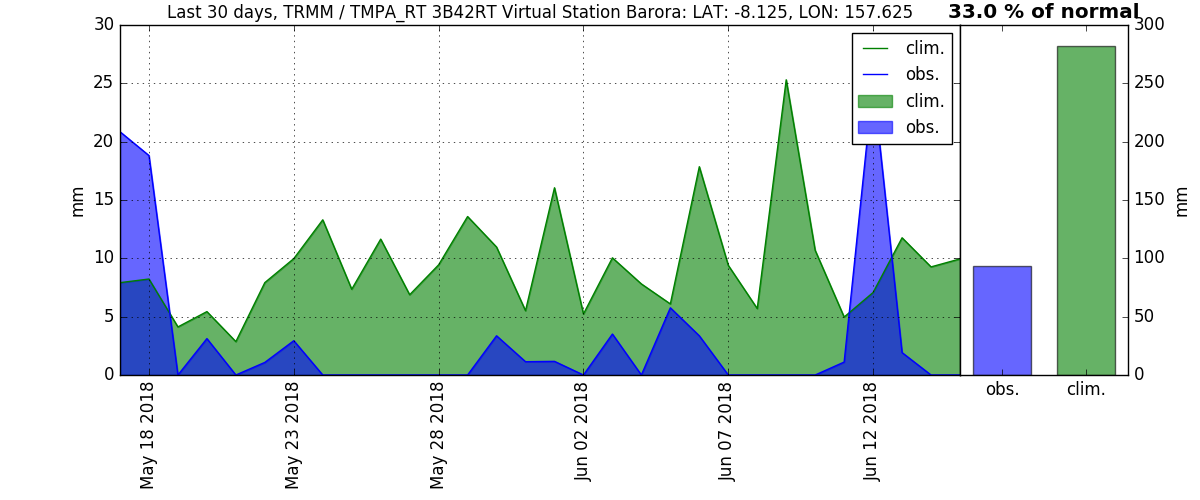 Last 30 days, TRMM / TMPA_RT 3B42RT Virtual Station Barora: LAT: -8.125, LON: 157.625
33.0 % of normal
30
25
20
15
10
5
0
mm
clim.
obs.
clim.
obs.
300
250
200
150
100
50
0
mm
May 18 2018
May 23 2018
May 28 2018
Jun 02 2018
Jun 07 2018
Jun 12 2018
obs.
clim.